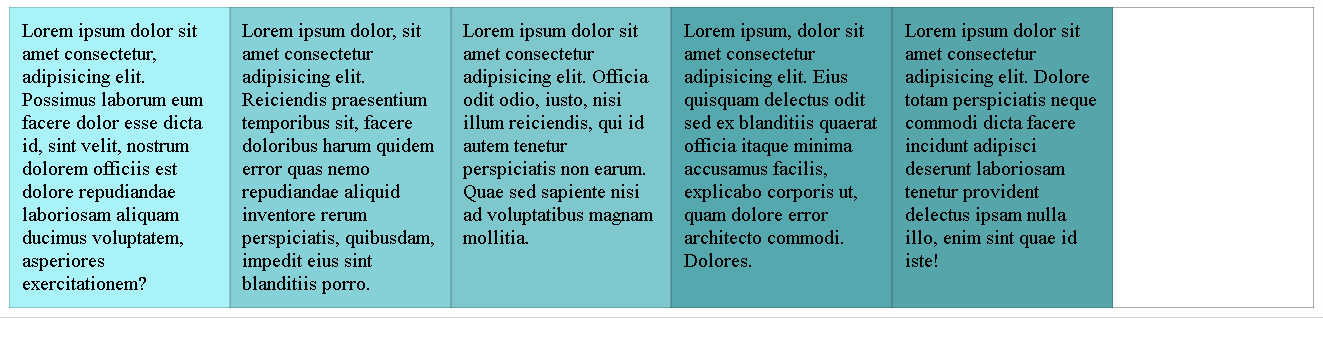 Lorem ipsum dolor sit
amet consectetur,
adipisicing elit.
Possimus laborum eum
facere dolor esse dicta
id, sint velit, nostrum
dolorem officiis est
dolore repudiandae
laboriosam aliquam
ducimus voluptatem,
asperiores
exercitationem?
Lorem ipsum dolor, sit
amet consectetur
adipisicing elit.
Reiciendis praesentium
temporibus sit, facere
doloribus harum quidem
error quas nemo
repudiandae aliquid
inventore rerum
perspiciatis, quibusdam,
impedit eius sint
blanditiis porro.
Lorem ipsum dolor sit
amet consectetur
adipisicing elit. Officia
odit odio, iusto, nisi
illum reiciendis, qui id
autem tenetur
perspiciatis non earum.
Quae sed sapiente nisi
ad voluptatibus magnam
mollitia.
Lorem ipsum, dolor sit
amet consectetur
adipisicing elit. Eius
quisquam delectus odit
sed ex blanditiis quaerat
officia itaque minima
accusamus facilis,
explicabo corporis ut,
quam dolore error
architecto commodi.
Dolores.
Lorem ipsum dolor sit
amet consectetur
adipisicing elit. Dolore
totam perspiciatis neque
commodi dicta facere
incidunt adipisci
deserunt laboriosam
tenetur provident
delectus ipsam nulla
illo, enim sint quae id
iste!